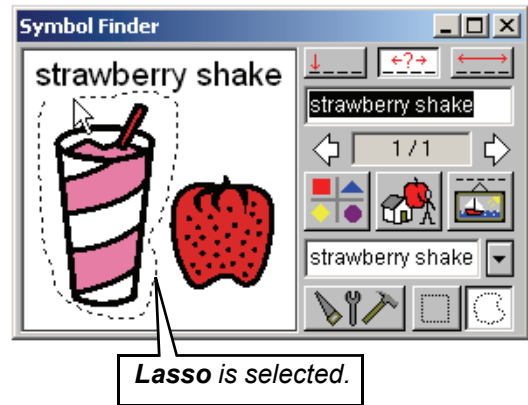 Symbol Finder
strawberry shake
←?→
strawberry shake
1/1
strawberry shake
Lasso is selected.